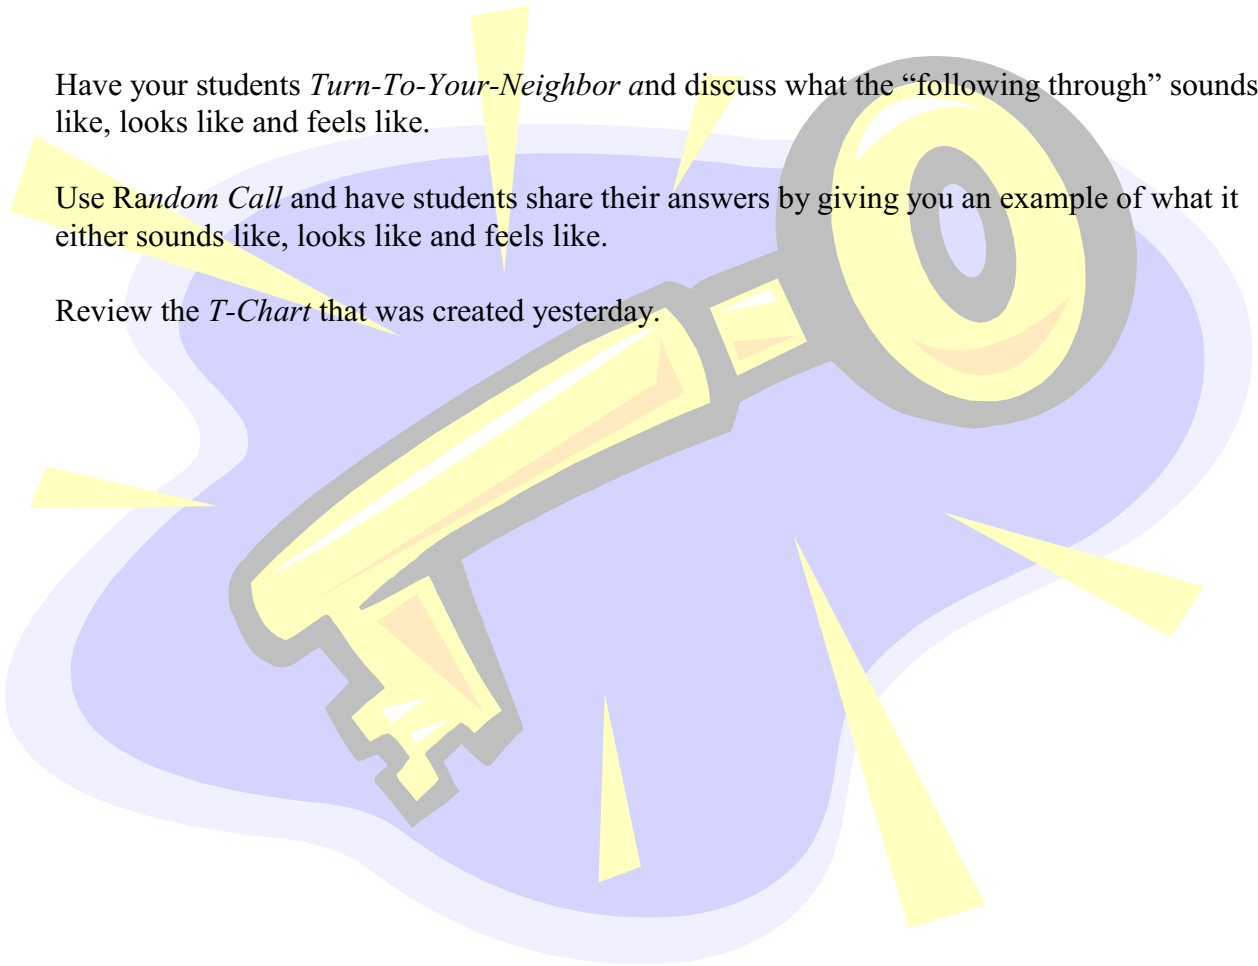 Have your students Turn-To-Your-Neighbor and discuss what the “following through” sounds
like, looks like and feels like.
Use Random Call and have students share their answers by giving you an example of what it
either sounds like, looks like and feels like.
Review the T-Chart that was created yesterday.